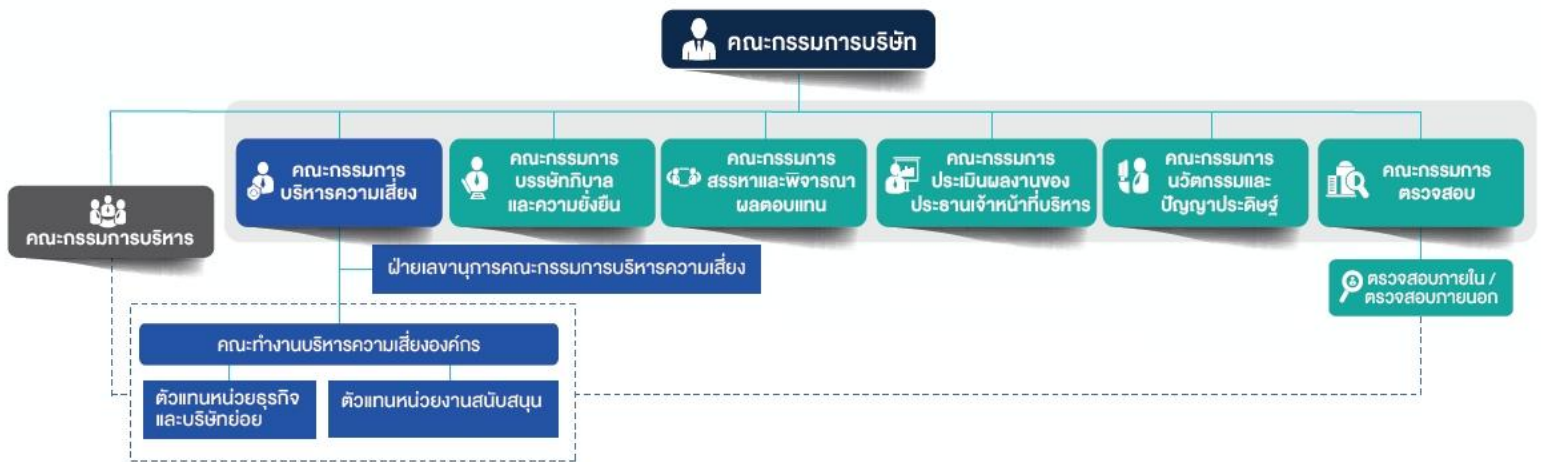 คณะกรรมการบริษัท
คณะกรรมการบริหาร
คณะกรรมการ
บริหารความเสี่ยง
คณะกรรมการ
บรรษัทภิบาล
และความยั่งยืน
คณะกรรมการ
สรรหาและพิจารณา
ผลตอบแทน
คณะกรรมการ
ประเมินผลงานของ
ประธานเจ้าหน้าที่บริหาร
คณะกรรมการ
นวัตกรรมและ
ปัญญาประดิษฐ์
คณะกรรมการ
ตรวจสอบ
ฝ่ายเลขานุการคณะกรรมการบริหารความเสี่ยง
ตรวจสอบภายใน /
ตรวจสอบภายนอก
คณะทำงานบริหารความเสี่ยงองค์กร
ตัวแทนหน่วยธุรกิจ
และบริษัทย่อย
ตัวแทนหน่วยงานสนับสนุน